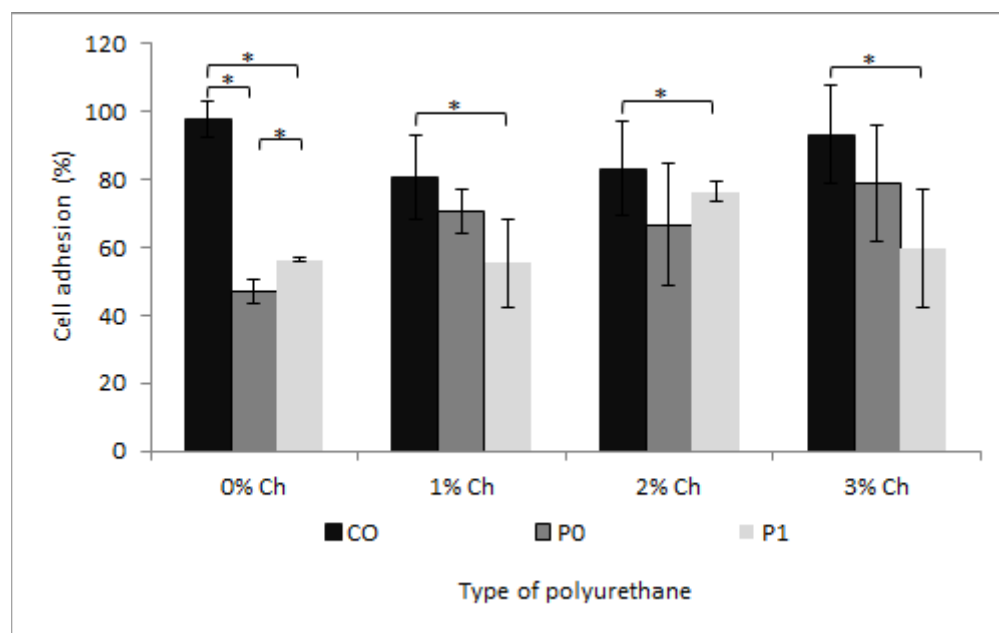 120
100
80
60
40
20
0
Cell adhesion (%)
* * * * * *
0% Ch 1% Ch 2% Ch 3% Ch
CO P0 P1
Type of polyurethane